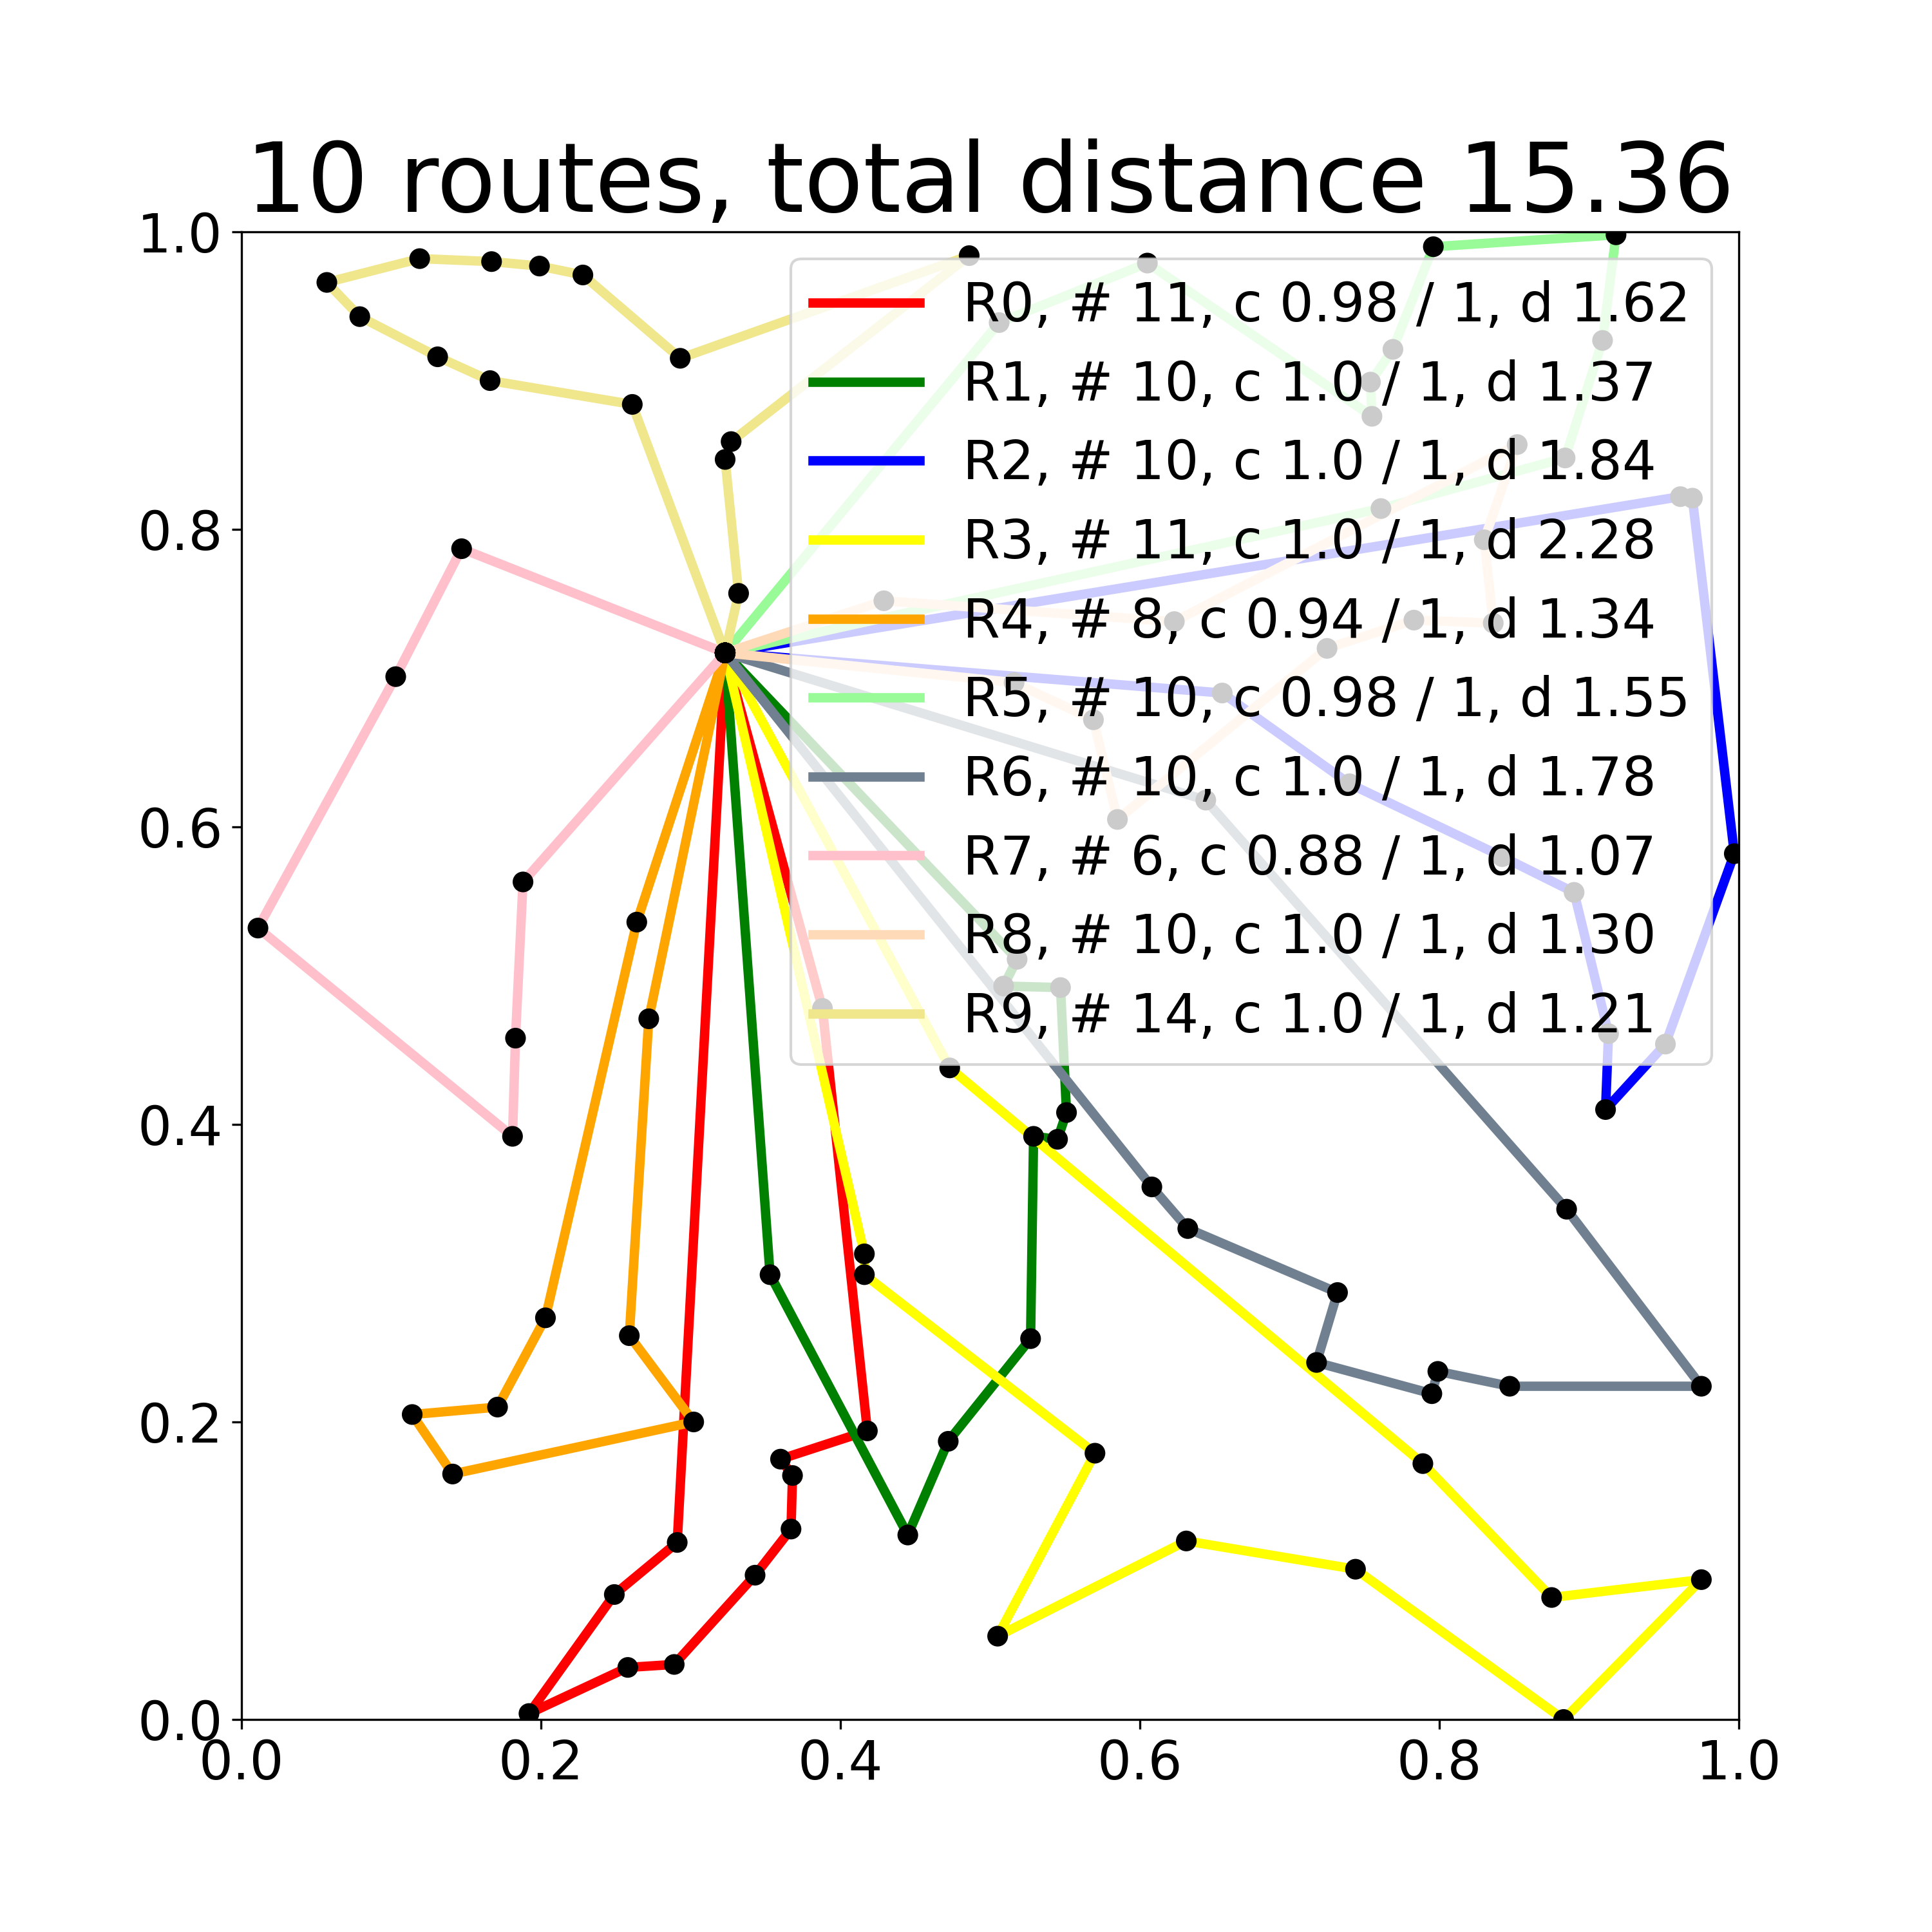 10 routes, total distance 15.36
1.0
0.8
0.6
0.4
0.2
0.0
R0, # 11, c 0.98 / 1, d 1.62
R1, # 10, c 1.0 / 1, d 1.37
R2, # 10, c 1.0 / 1, d 1.84
R3, # 11, c 1.0 / 1, d 2.28
R4, # 8, c 0.94 / 1, d 1.34
R5, # 10, c 0.98 / 1, d 1.55
R6, # 10, c 1.0 / 1, d 1.78
R7, # 6, c 0.88 / 1, d 1.07
R8, # 10, c 1.0 / 1, d 1.30
R9, # 14, c 1.0 / 1, d 1.21
0.0 0.2 0.4 0.6 0.8 1.0